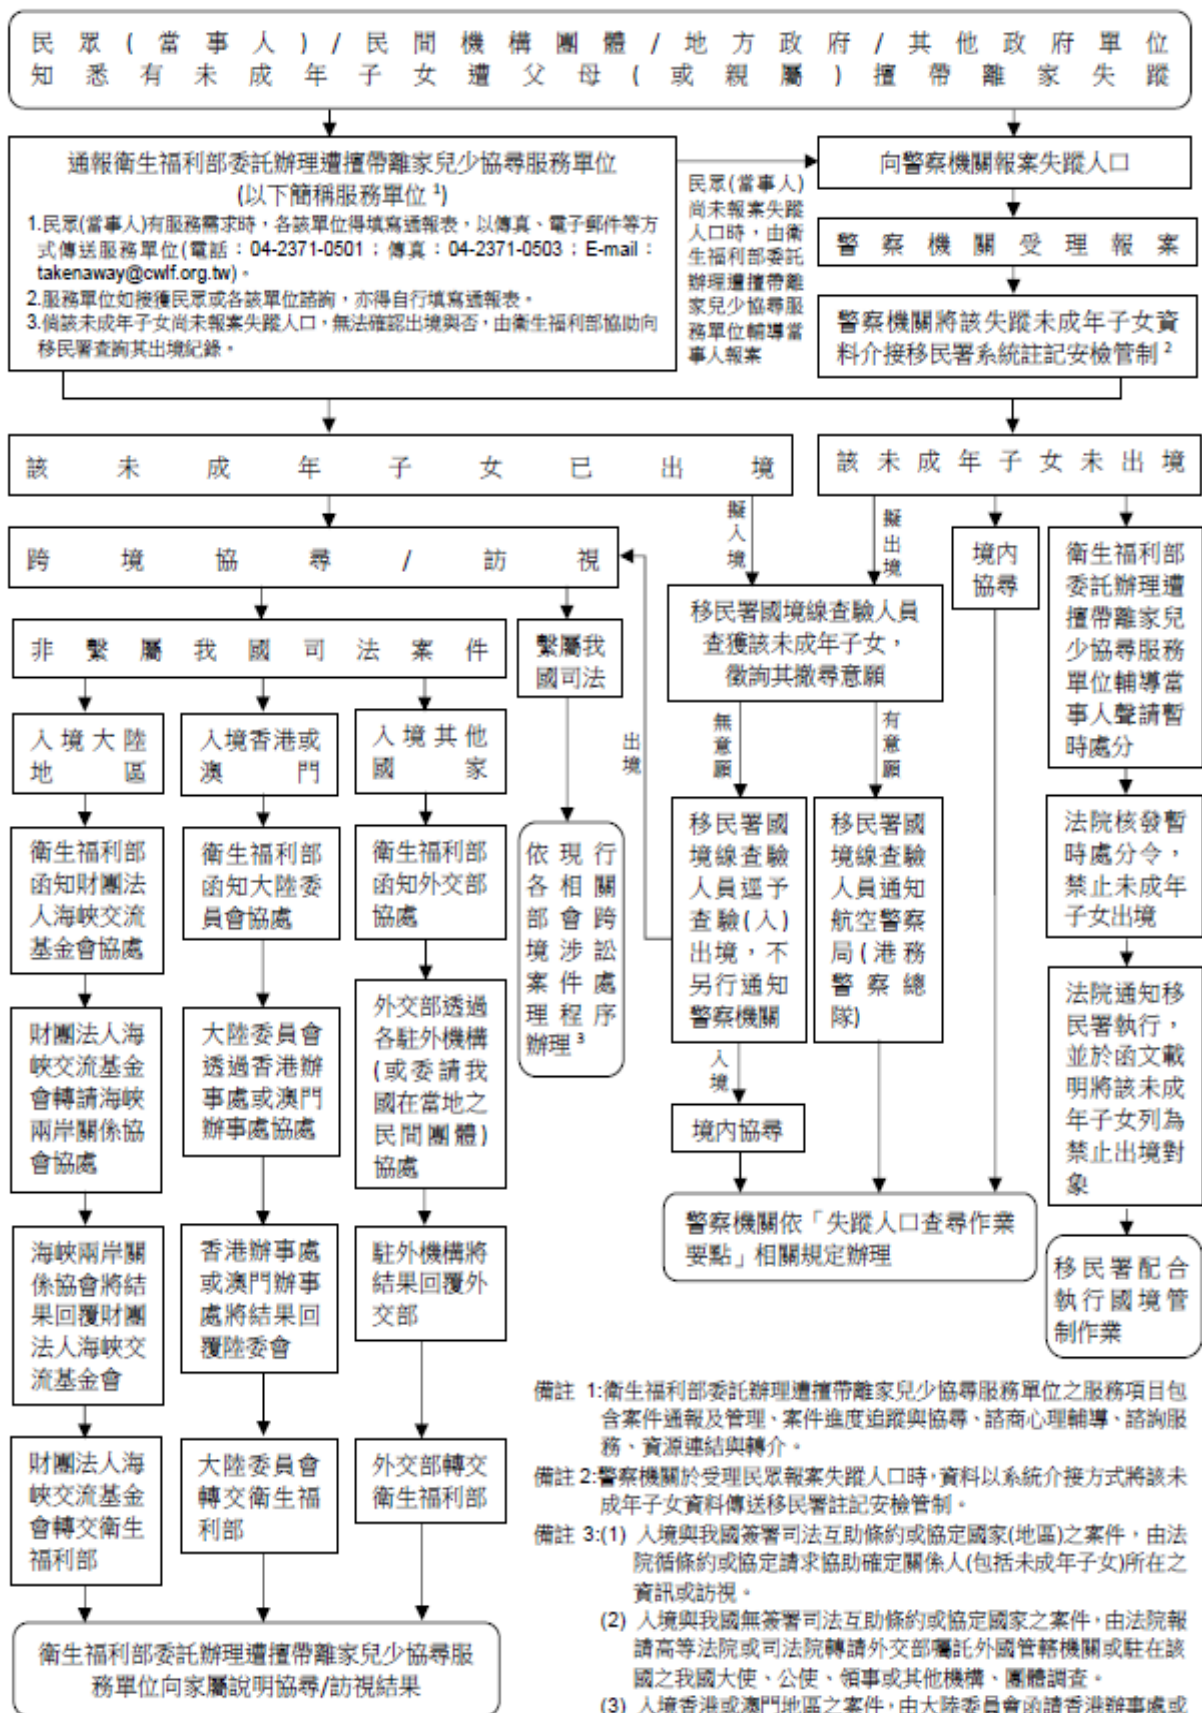 民眾(當事人)/民間機構團體/地方政府/其他政府單位
知悉有未成年子女遭父母(或親屬)擅帶離家失蹤
通報衛生福利部委託辦理遭擅帶離家兒少協尋服務單位
(以下簡稱服務單位 1)
1.民眾(當事人)有服務需求時,各該單位得填寫通報表,以傳真、電子郵件等方
式傳送服務單位(電話:04-2371-0501;傳真:04-2371-0503;E-mail:
takenaway@cwlf.org.tw)。
2.服務單位如接獲民眾或各該單位諮詢,亦得自行填寫通報表。
3.倘該未成年子女尚未報案失蹤人口,無法確認出境與否,由衛生福利部協助向
移民署查詢其出境紀錄。
民眾(當事人)
尚未報案失蹤
人口時,由衛
生福利部委託
辦理遭擅帶離
家兒少協尋服
務單位輔導當
事人報案
向警察機關報案失蹤人口
警察機關受理報案
警察機關將該失蹤未成年子女資
料介接移民署系統註記安檢管制 2
該未成年子女已出境
該未成年子女未出境
跨境協尋/訪視
擬入境
擬出境
境內
協尋
衛生福利部
委託辦理遭
擅帶離家兒
少協尋服務
單位輔導當
事人聲請暫
時處分
移民署國境線查驗人員
查獲該未成年子女,
徵詢其撤尋意願
非繫屬我國司法案件
繫屬我
國司法
入境大陸
地區
入境香港或
澳門
入境其他
國家
出境
無意願
有意願
衛生福利部
函知財團法
人海峽交流
基金會協處
衛生福利部
函知大陸委
員會協處
衛生福利部
函知外交部
協處
依現行
各相關
部會跨
境涉訟
案件處
理程序
辦理 3
移民署國
境線查驗
人員逕予
查驗(入)
出境,不
另行通知
警察機關
移民署國
境線查驗
人員通知
航空警察
局(港務
警察總
隊)
法院核發暫
時處分令,
禁止未成年
子女出境
財團法人海
峽交流基金
會轉請海峽
兩岸關係協
會協處
大陸委員會
透過香港辦
事處或澳門
辦事處協處
外交部透過
各駐外機構
(或委請我
國在當地之
民間團體)
協處
入境
境內協尋
法院通知移
民署執行,
並於函文載
明將該未成
年子女列為
禁止出境對
象
警察機關依「失蹤人口查尋作業
要點」相關規定辦理
海峽兩岸關
係協會將結
果回覆財團
法人海峽交
流基金會
香港辦事處
或澳門辦事
處將結果回
覆陸委會
駐外機構將
結果回覆外
交部
移民署配合
執行國境管
制作業
財團法人海
峽交流基金
會轉交衛生
福利部
大陸委員會
轉交衛生福
利部
外交部轉交
衛生福利部
衛生福利部委託辦理遭擅帶離家兒少協尋服
務單位向家屬說明協尋/訪視結果
備註 1:衛生福利部委託辦理遭擅帶離家兒少協尋服務單位之服務項目包
含案件通報及管理、案件進度追蹤與協尋、諮商心理輔導、諮詢服
務、資源連結與轉介。
備註 2:警察機關於受理民眾報案失蹤人口時,資料以系統介接方式將該未
成年子女資料傳送移民署註記安檢管制。
備註 3:(1) 入境與我國簽署司法互助條約或協定國家(地區)之案件,由法
院循條約或協定請求協助確定關係人(包括未成年子女)所在之
資訊或訪視。
(2) 入境與我國無簽署司法互助條約或協定國家之案件,由法院報
請高等法院或司法院轉請外交部囑託外國管轄機關或駐在該
國之我國大使、公使、領事或其他機構、團體調查。
(3) 入境香港或澳門地區之案件,由大陸委員會函請香港辦事處或